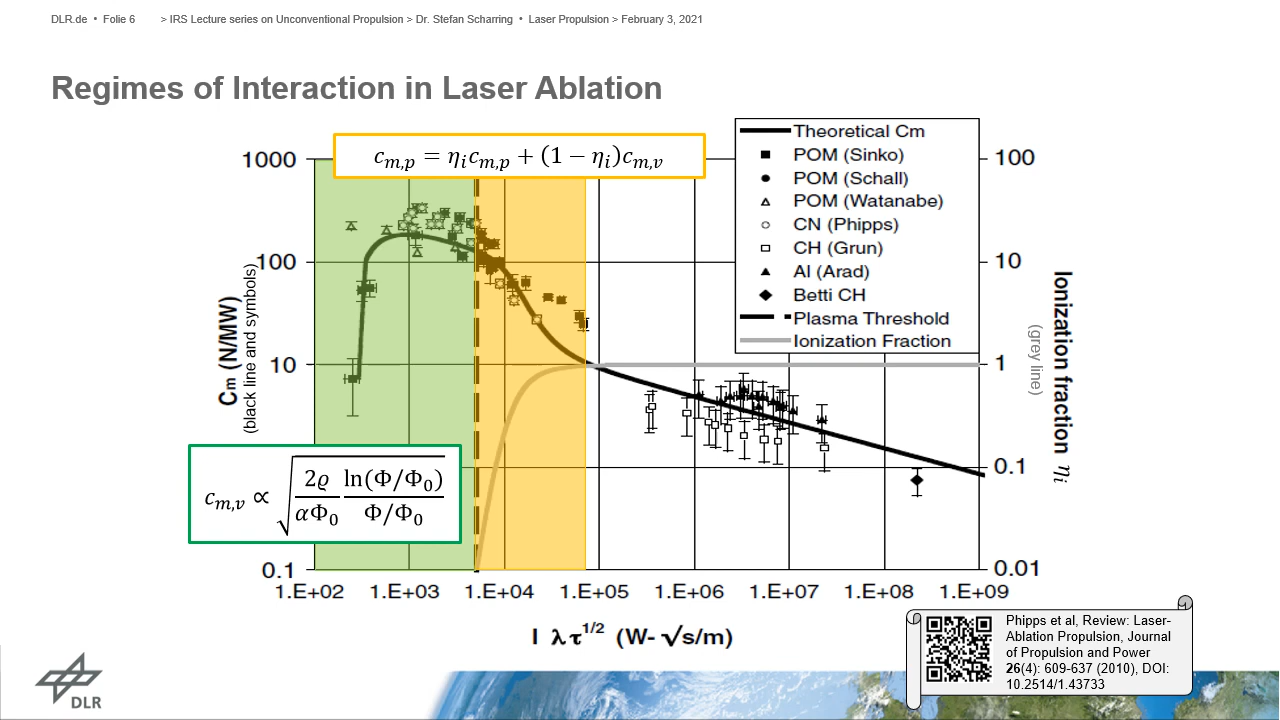 DLR.de • Folie 6 > IRS Lecture series on Unconventional Propulsion > Dr. Stefan Scharring • Laser Propulsion > February 3, 2021
Regimes of Interaction in Laser Ablation
c_{m,p} = η_i c_{m,p} + (1 − η_i)c_{m,v}
Theoretical Cm
POM (Sinko)
POM (Schall)
POM (Watanabe)
CN (Phipps)
CH (Grun)
Al (Arad)
Betti CH
Plasma Threshold
Ionization Fraction
1000
100
10
0.1
Cm (N/MW)
(black line and symbols)
100
10
1
0.1
0.01
Ionization fraction η_i
(grey line)
c_{m,v} ∝ √(2ϱ/(αΦ_0) ln(Φ/Φ_0)/(Φ/Φ_0))
1.E+02 1.E+03 1.E+04 1.E+05 1.E+06 1.E+07 1.E+08 1.E+09
I λτ^{1/2} (W-√s/m)
Phipps et al, Review: Laser-
Ablation Propulsion, Journal
of Propulsion and Power
26(4): 609-637 (2010), DOI:
10.2514/1.43733
DLR